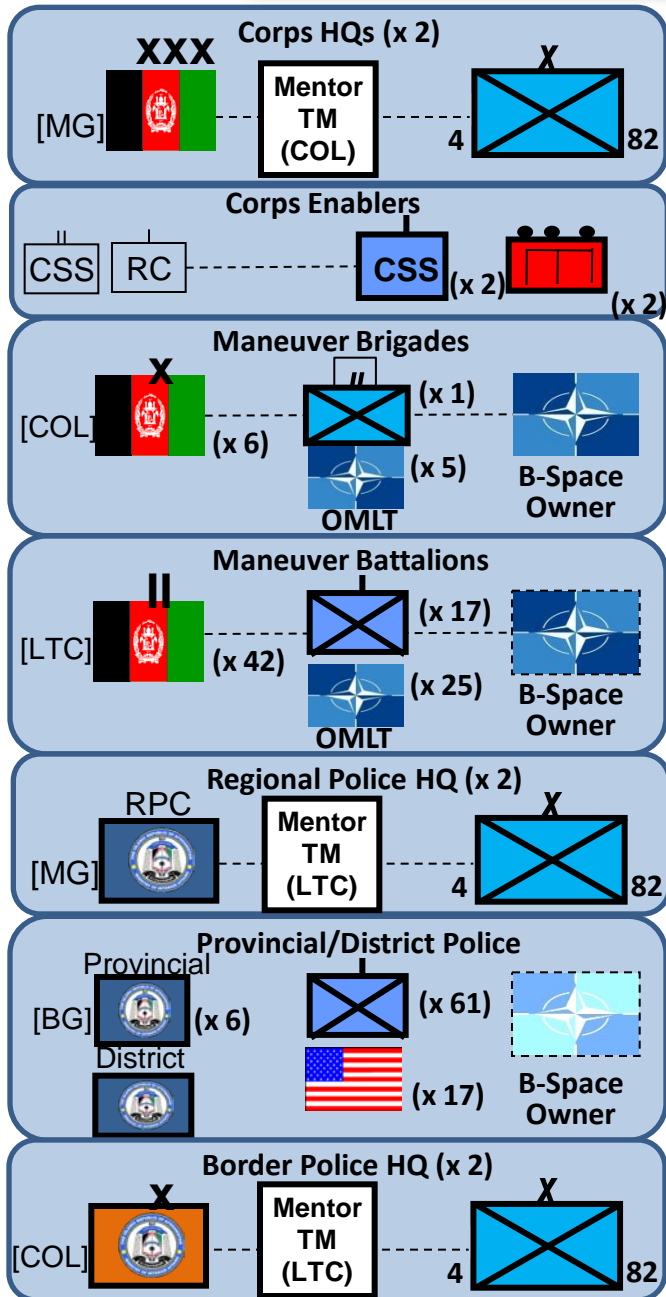 Corps HQs (x 2)
XXX
X
[MG]
Mentor
TM
(COL)
4
82
Corps Enablers
II
I
I
CSS
RC
CSS
(x 2)
(x 2)
Maneuver Brigades
X
II
(x 1)
[COL]
(x 6)
(x 5)
OMLT
B-Space
Owner
Maneuver Battalions
II
I
(x 17)
[LTC]
(x 42)
(x 25)
OMLT
B-Space
Owner
Regional Police HQ (x 2)
RPC
X
[MG]
Mentor
TM
(LTC)
4
82
Provincial/District Police
Provincial
I
[BG]
(x 6)
(x 61)
District
(x 17)
B-Space
Owner
Border Police HQ (x 2)
X
X
[COL]
Mentor
TM
(LTC)
4
82